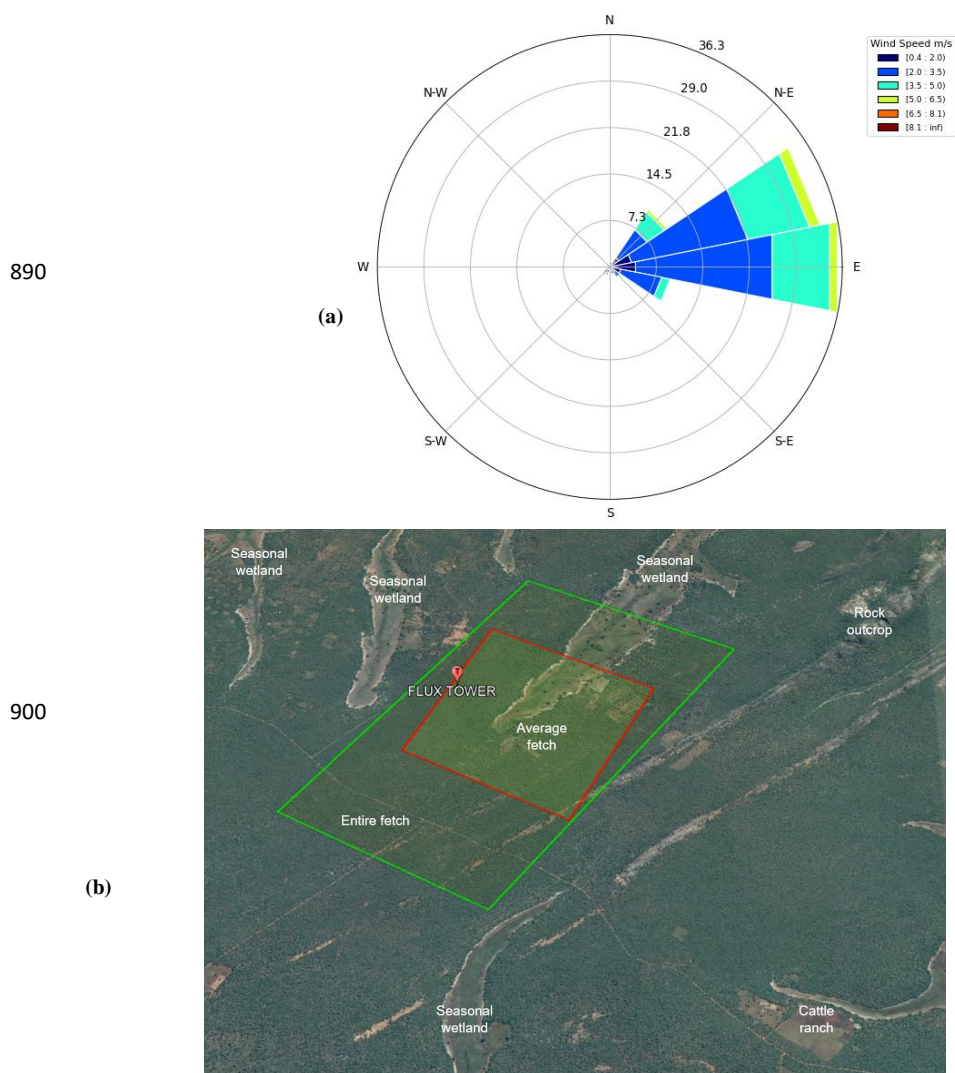 N
36.3
Wind Speed m/s
[0.4 : 2.0)
[2.0 : 3.5)
[3.5 : 5.0)
[5.0 : 6.5)
[6.5 : 8.1)
[8.1 : inf)
29.0
N-W
N-E
21.8
14.5
7.3
890
W
E
(a)
S-W
S-E
S
Seasonal
wetland
Seasonal
wetland
Seasonal
wetland
Rock
outcrop
FLUX TOWER
900
Average
fetch
Entire fetch
(b)
Seasonal
wetland
Cattle
ranch